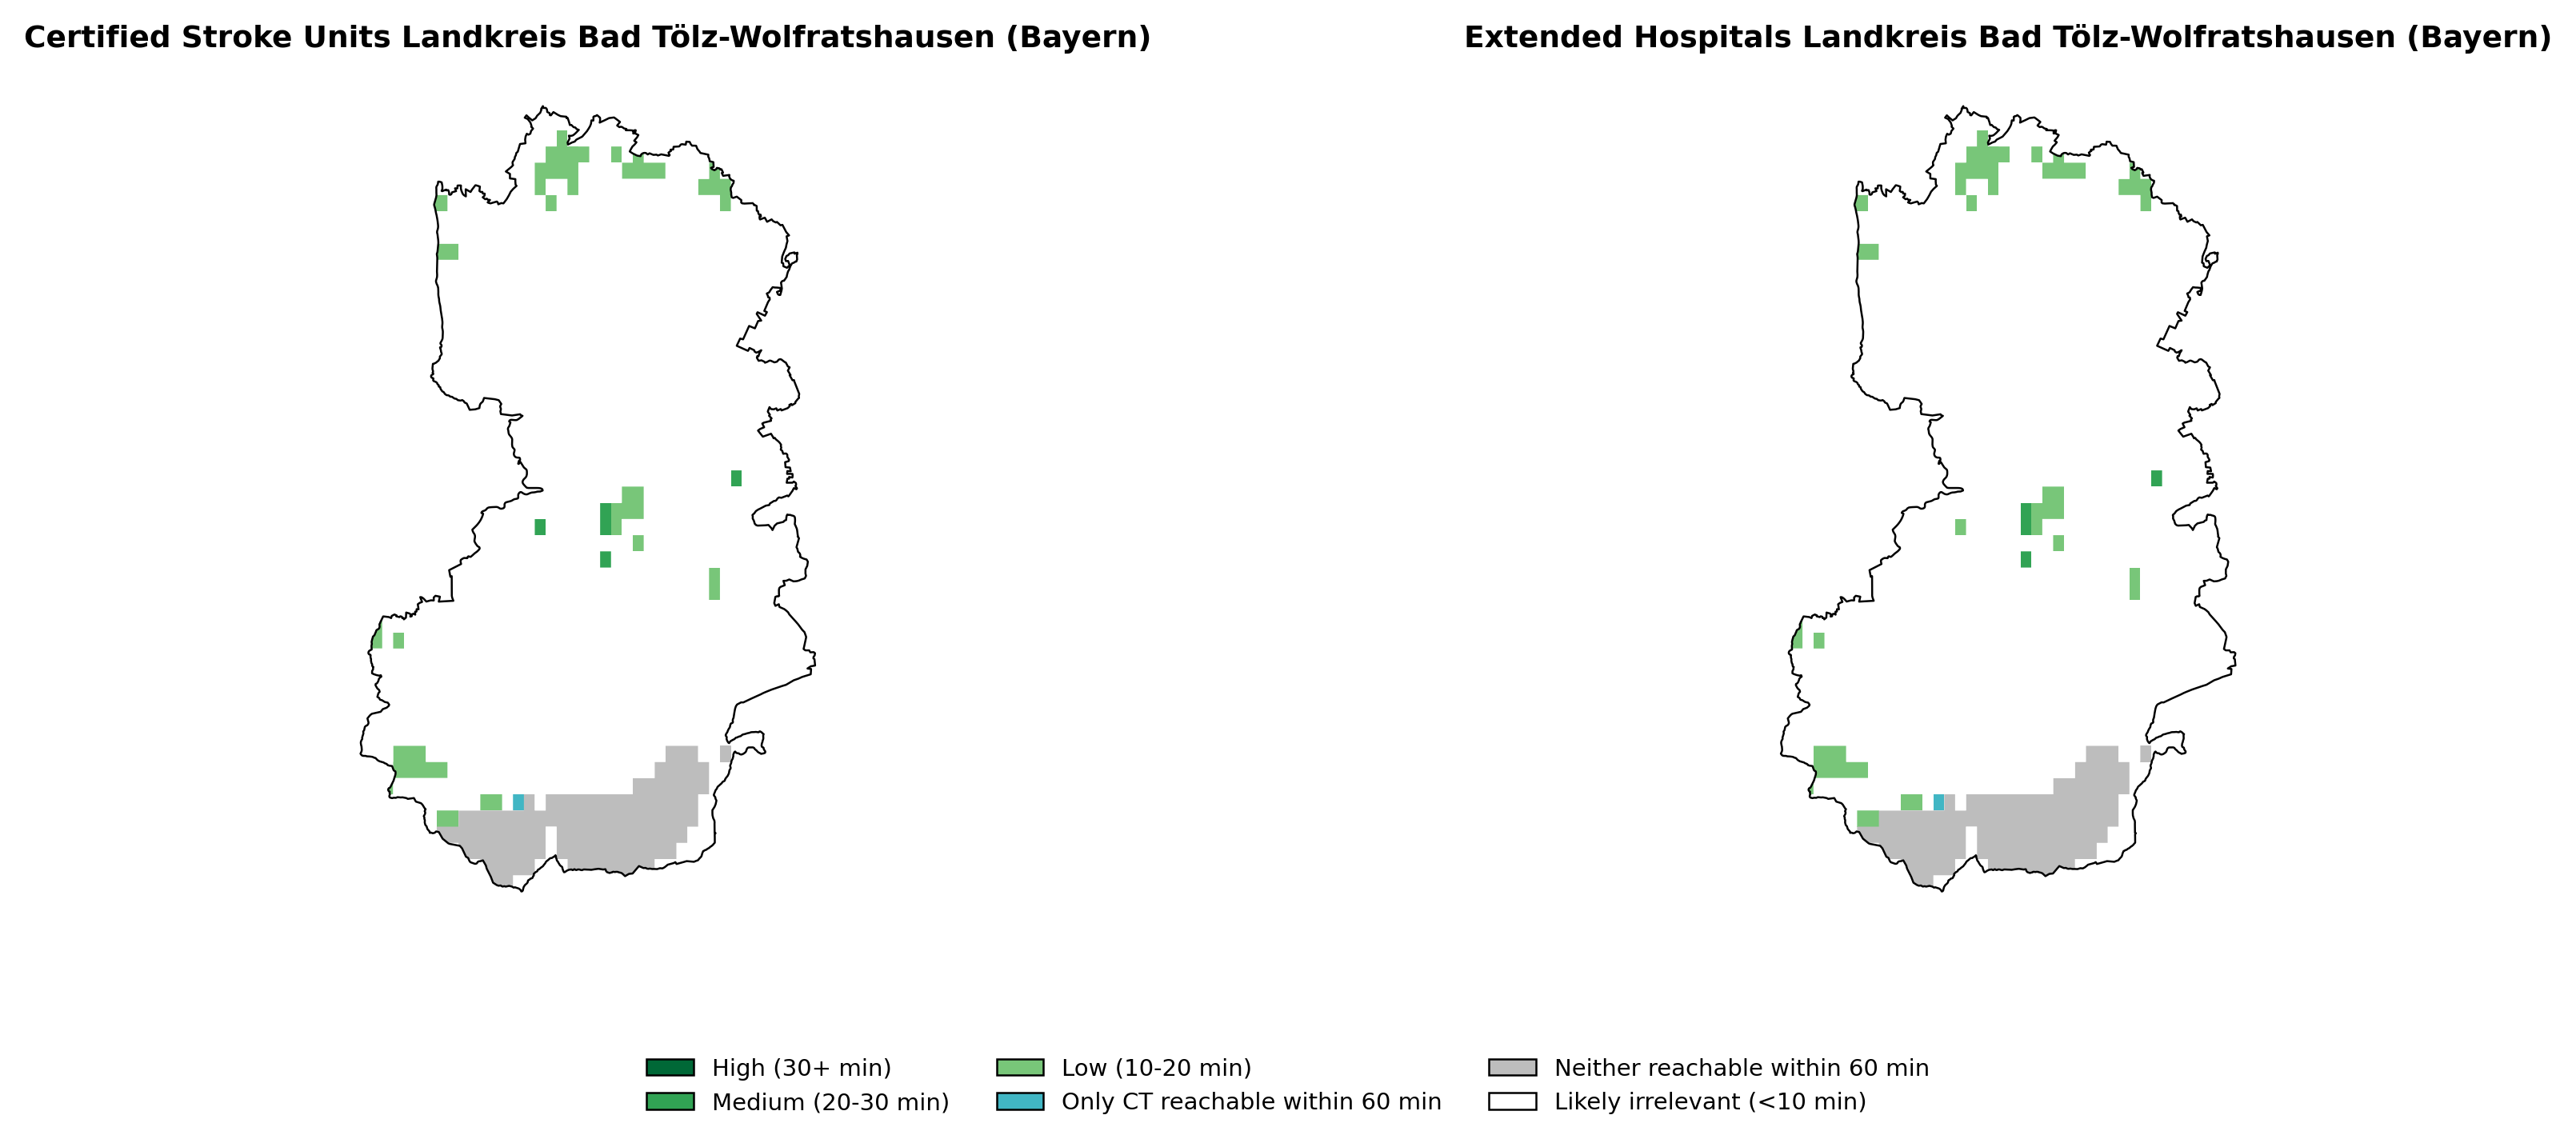 Certified Stroke Units Landkreis Bad Tölz-Wolfratshausen (Bayern)
Extended Hospitals Landkreis Bad Tölz-Wolfratshausen (Bayern)
High (30+ min)
Medium (20-30 min)
Low (10-20 min)
Only CT reachable within 60 min
Neither reachable within 60 min
Likely irrelevant (<10 min)